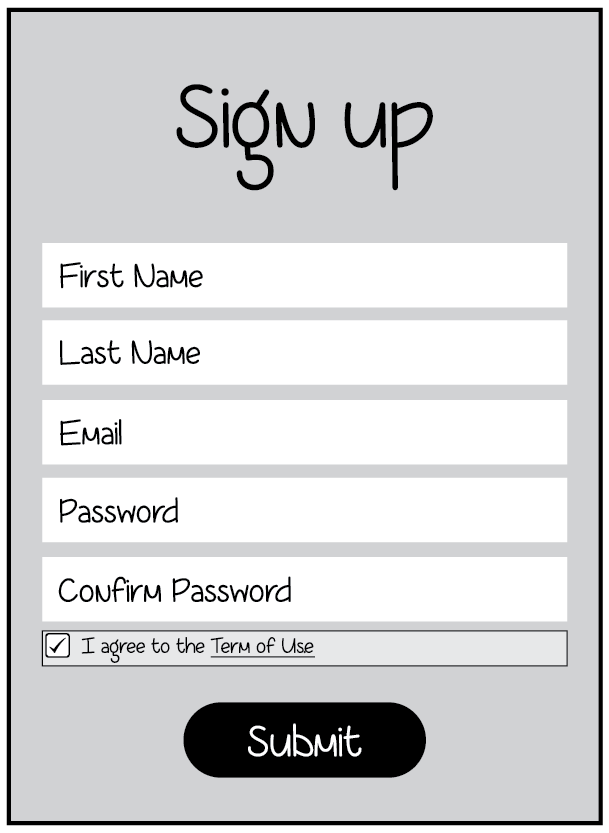 Sign up
First Name
Last Name
Email
Password
Confirm Password
I agree to the Term of Use
Submit